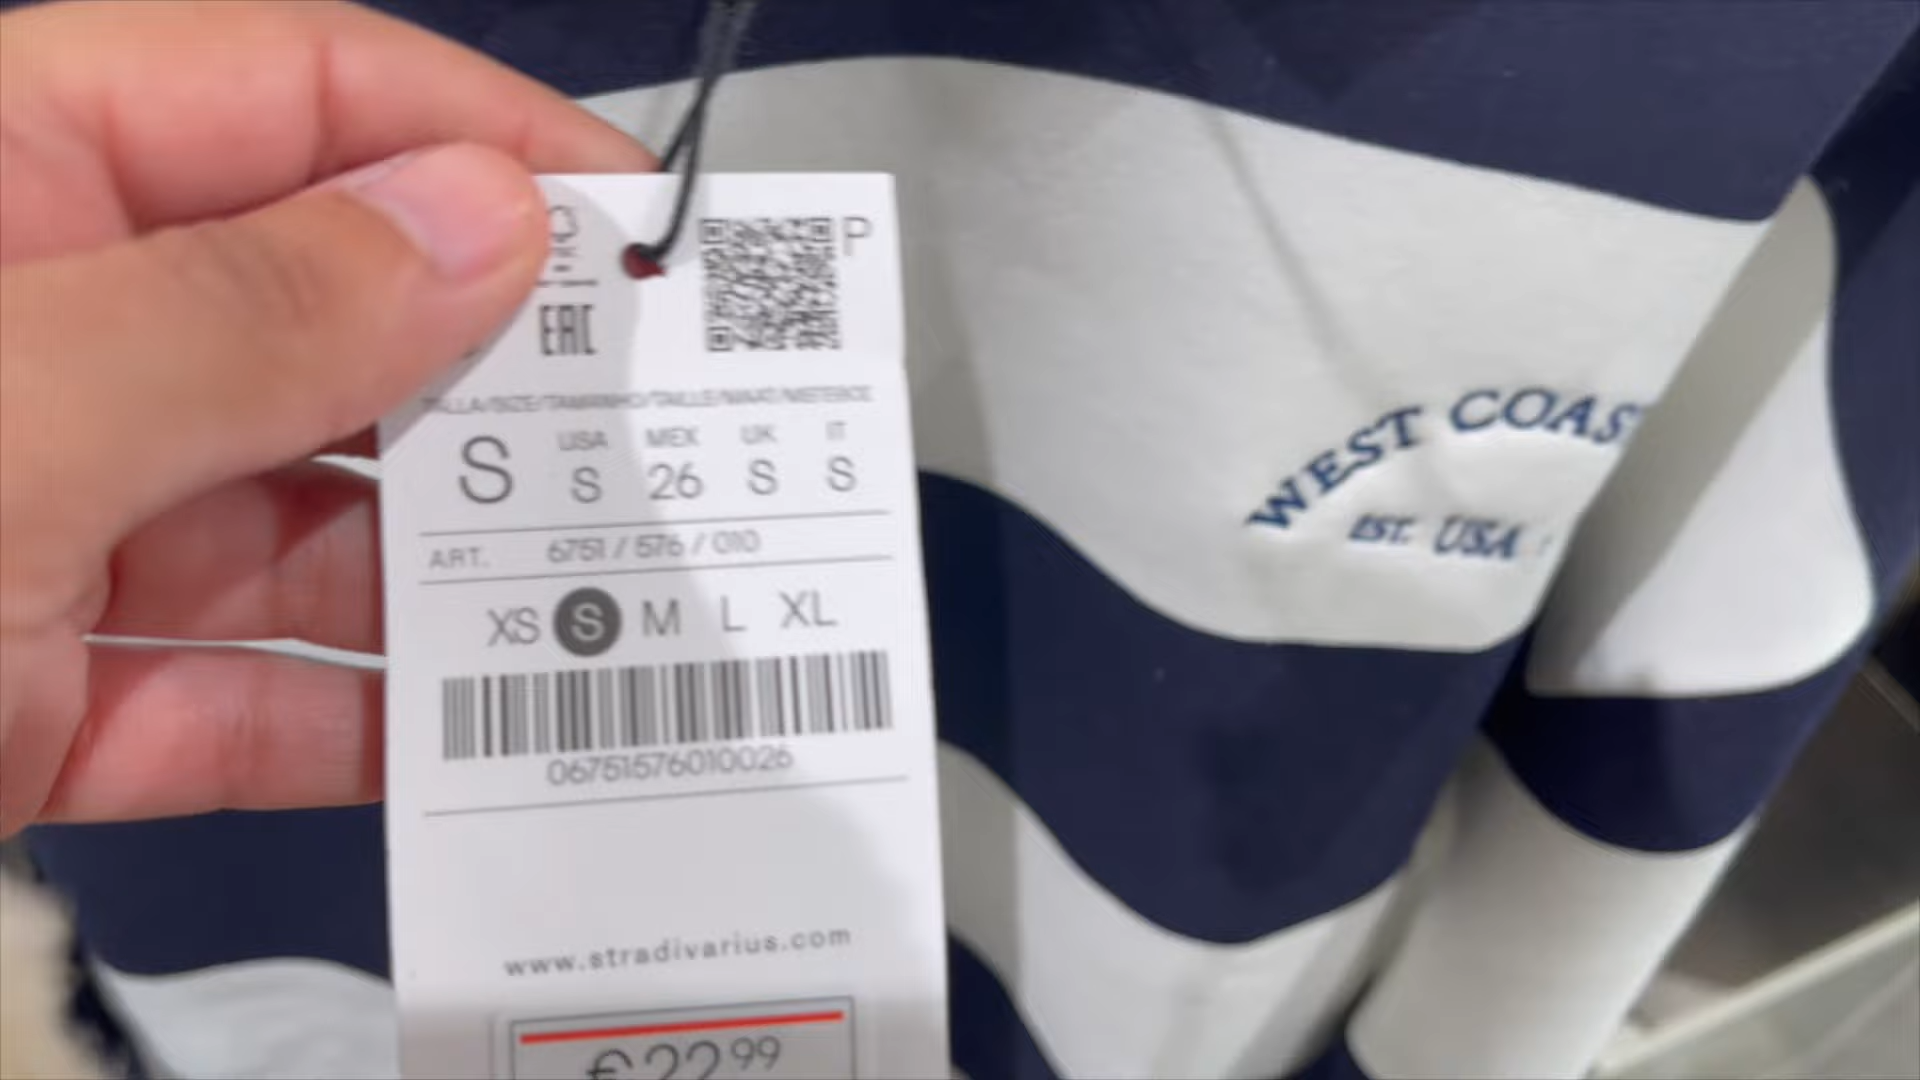 P
EAC
TALLA/SIZE/TAMANHO/TAILLE/MAAT/
USA MEX UK IT
S S 26 S S
ART. 6751 / 576 / 010
XS S M L XL
06751576010026
www.stradivarius.com
€22.99
WEST COAS
EST. USA